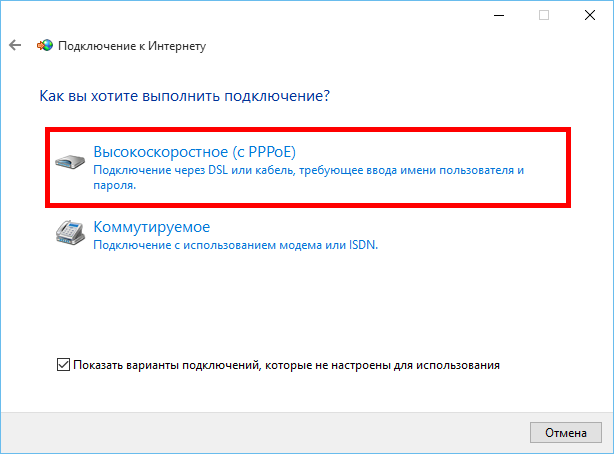 Подключение к Интернету
Как вы хотите выполнить подключение?
Высокоскоростное (с PPPoE)
Подключение через DSL или кабель, требующее ввода имени пользователя и
пароля.
Коммутируемое
Подключение с использованием модема или ISDN.
Показать варианты подключений, которые не настроены для использования
Отмена